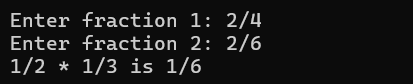 Enter fraction 1: 2/4
Enter fraction 2: 2/6
1/2 * 1/3 is 1/6